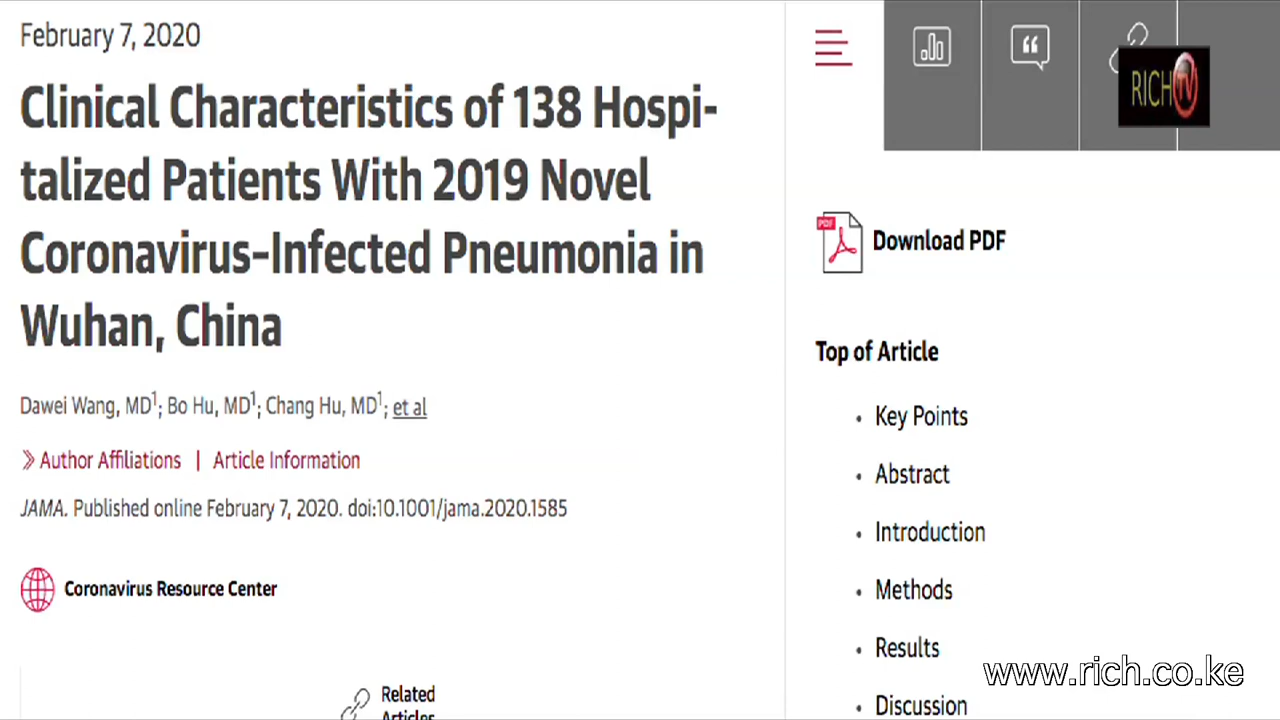 February 7, 2020
Clinical Characteristics of 138 Hospi-
talized Patients With 2019 Novel
Coronavirus-Infected Pneumonia in
Wuhan, China
Dawei Wang, MD1; Bo Hu, MD1; Chang Hu, MD1; et al
Author Affiliations | Article Information
JAMA. Published online February 7, 2020. doi:10.1001/jama.2020.1585
Coronavirus Resource Center
Related
Articles
RICH TV
PDF
Download PDF
Top of Article
• Key Points
• Abstract
• Introduction
• Methods
• Results
• Discussion
www.rich.co.ke